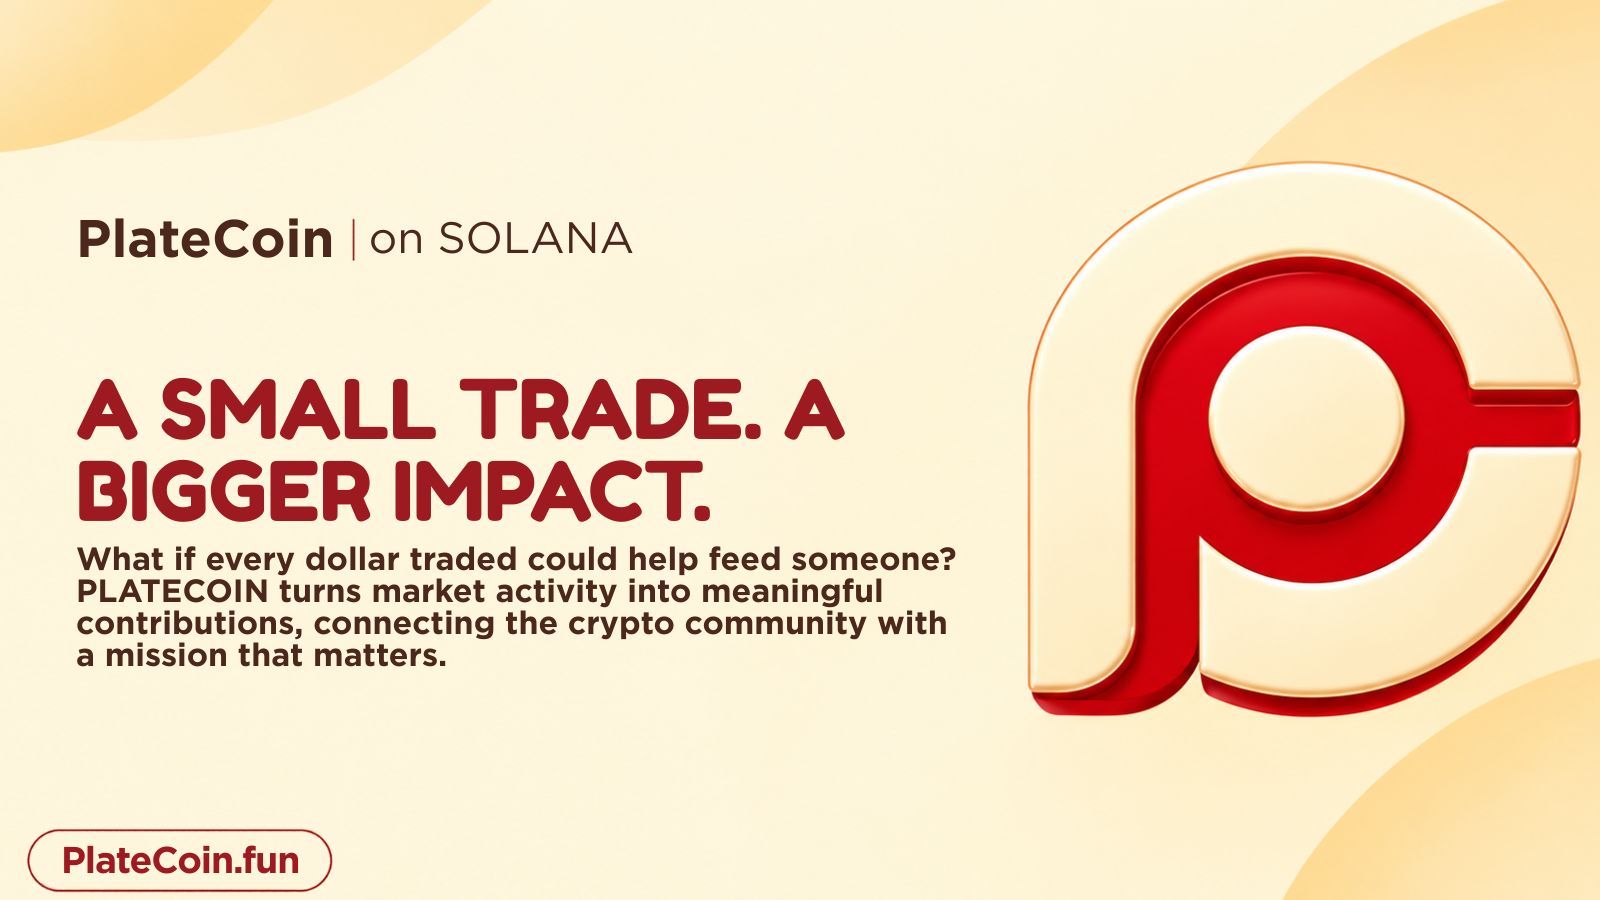 PlateCoin | on SOLANA
A SMALL TRADE. A
BIGGER IMPACT.
What if every dollar traded could help feed someone?
PLATECOIN turns market activity into meaningful
contributions, connecting the crypto community with
a mission that matters.
PlateCoin.fun